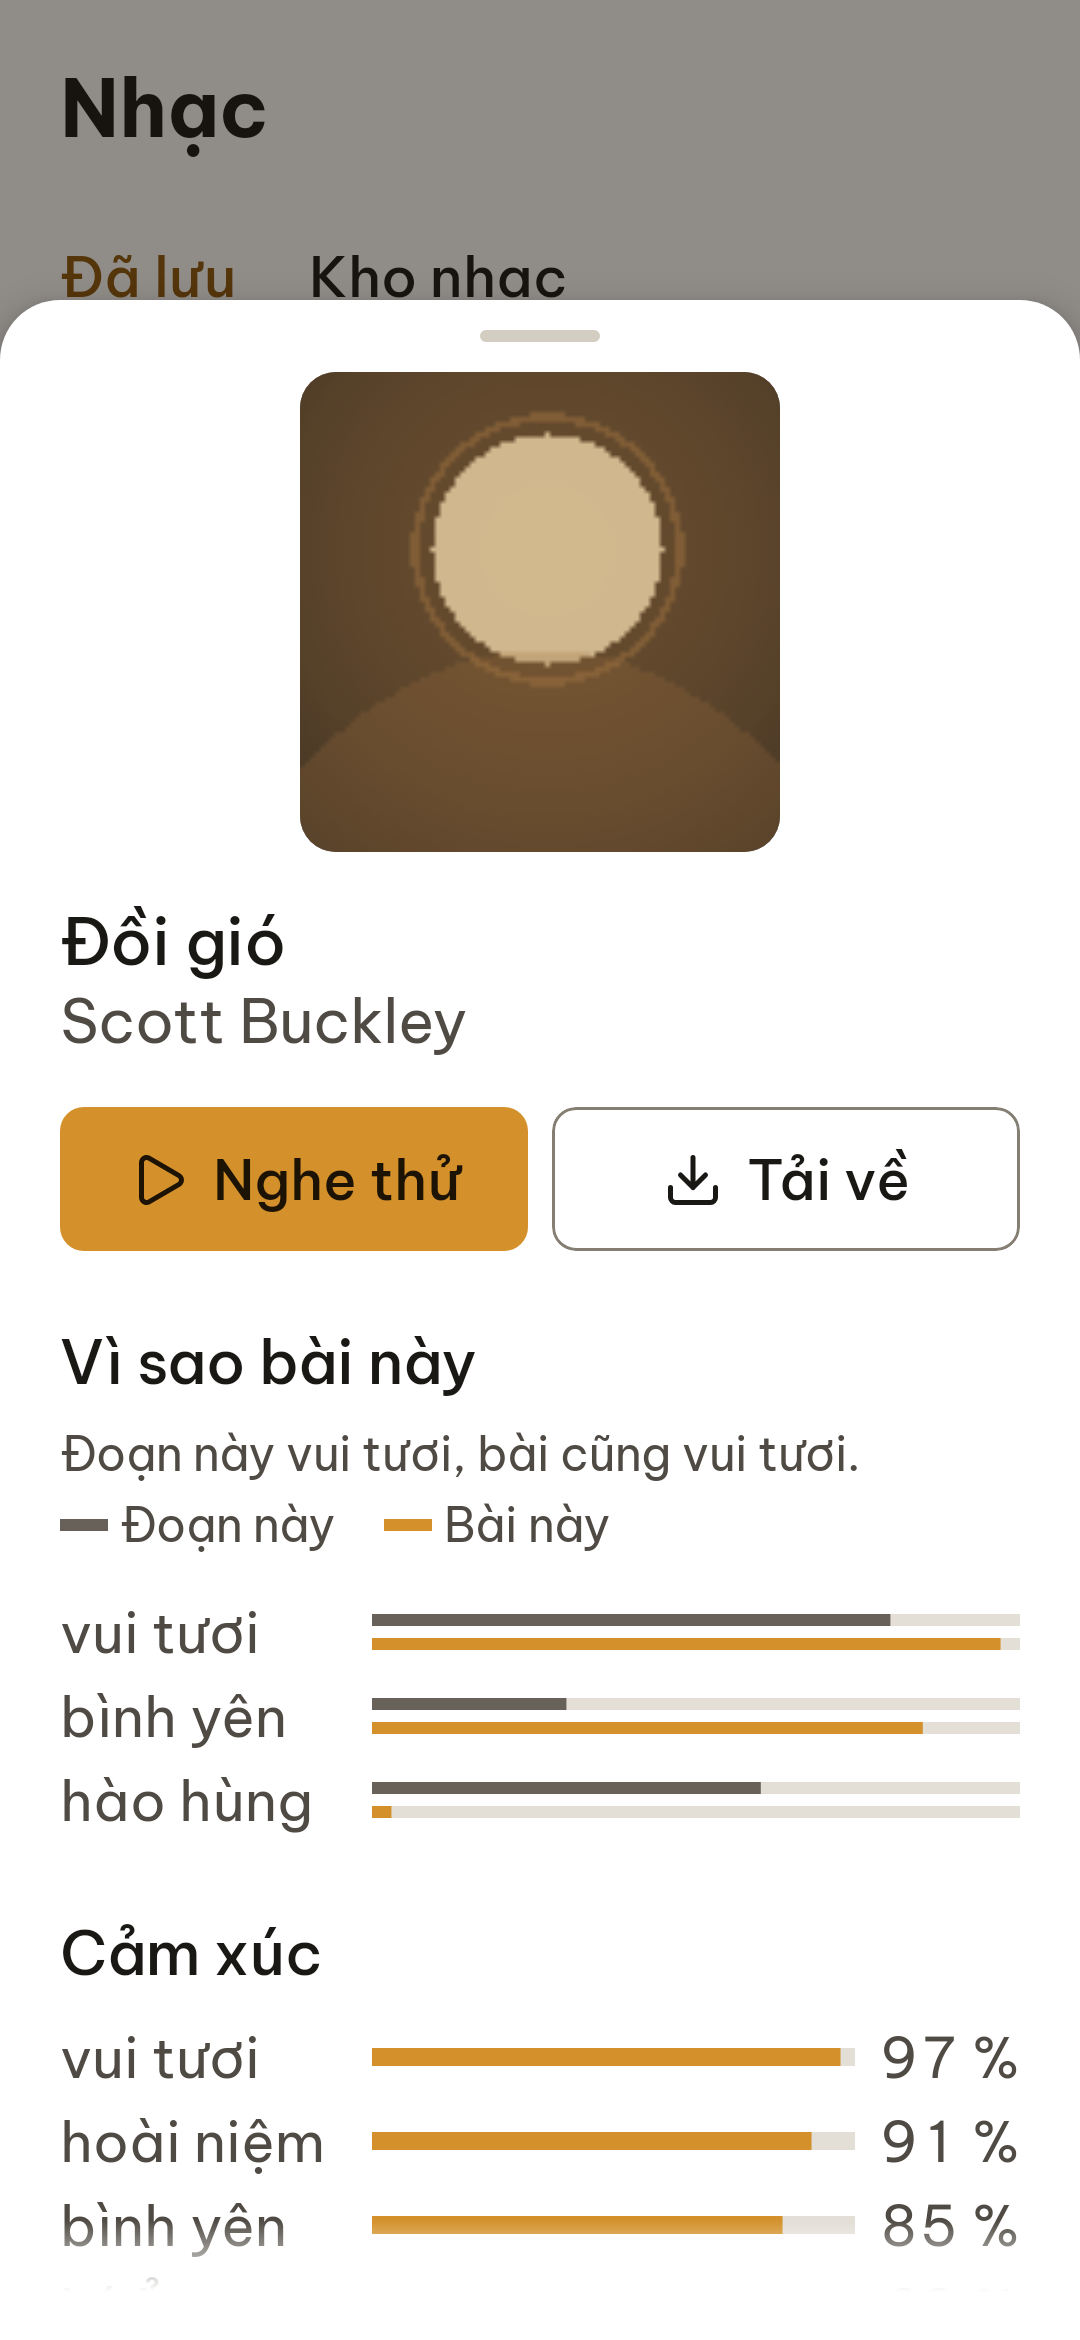 Nhạc
Đã lưu Kho nhạc
Đồi gió
Scott Buckley
Nghe thử Tải về
Vì sao bài này
Đoạn này vui tươi, bài cũng vui tươi.
Đoạn này Bài này
vui tươi
bình yên
hào hùng
Cảm xúc
vui tươi 97 %
hoài niệm 91 %
bình yên 85 %